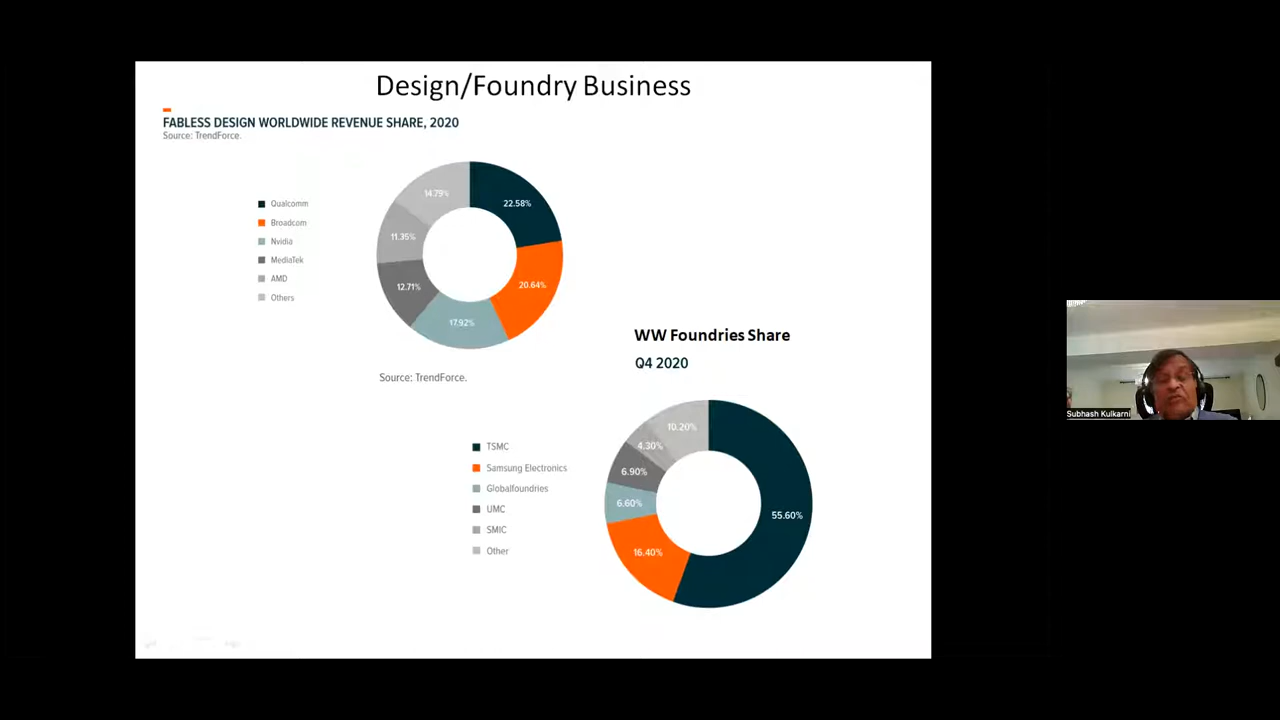 Design/Foundry Business
FABLESS DESIGN WORLDWIDE REVENUE SHARE, 2020
Source: TrendForce.
Qualcomm
Broadcom
Nvidia
MediaTek
AMD
Others
22.58%
20.64%
17.92%
12.71%
11.35%
14.79%
Source: TrendForce.
WW Foundries Share
Q4 2020
TSMC
Samsung Electronics
Globalfoundries
UMC
SMIC
Other
55.60%
16.40%
6.60%
6.90%
4.30%
10.20%
Subhash Kulkarni